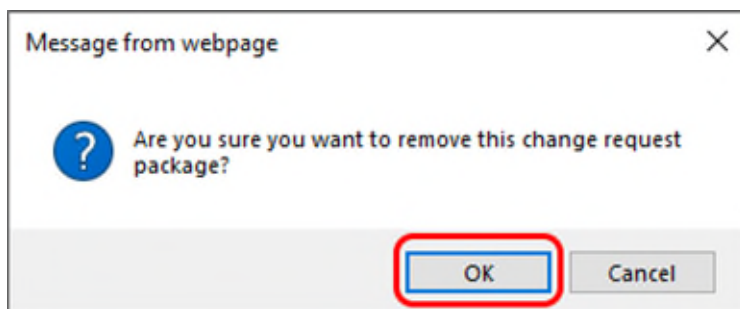 Message from webpage
?
Are you sure you want to remove this change request
package?
OK
Cancel